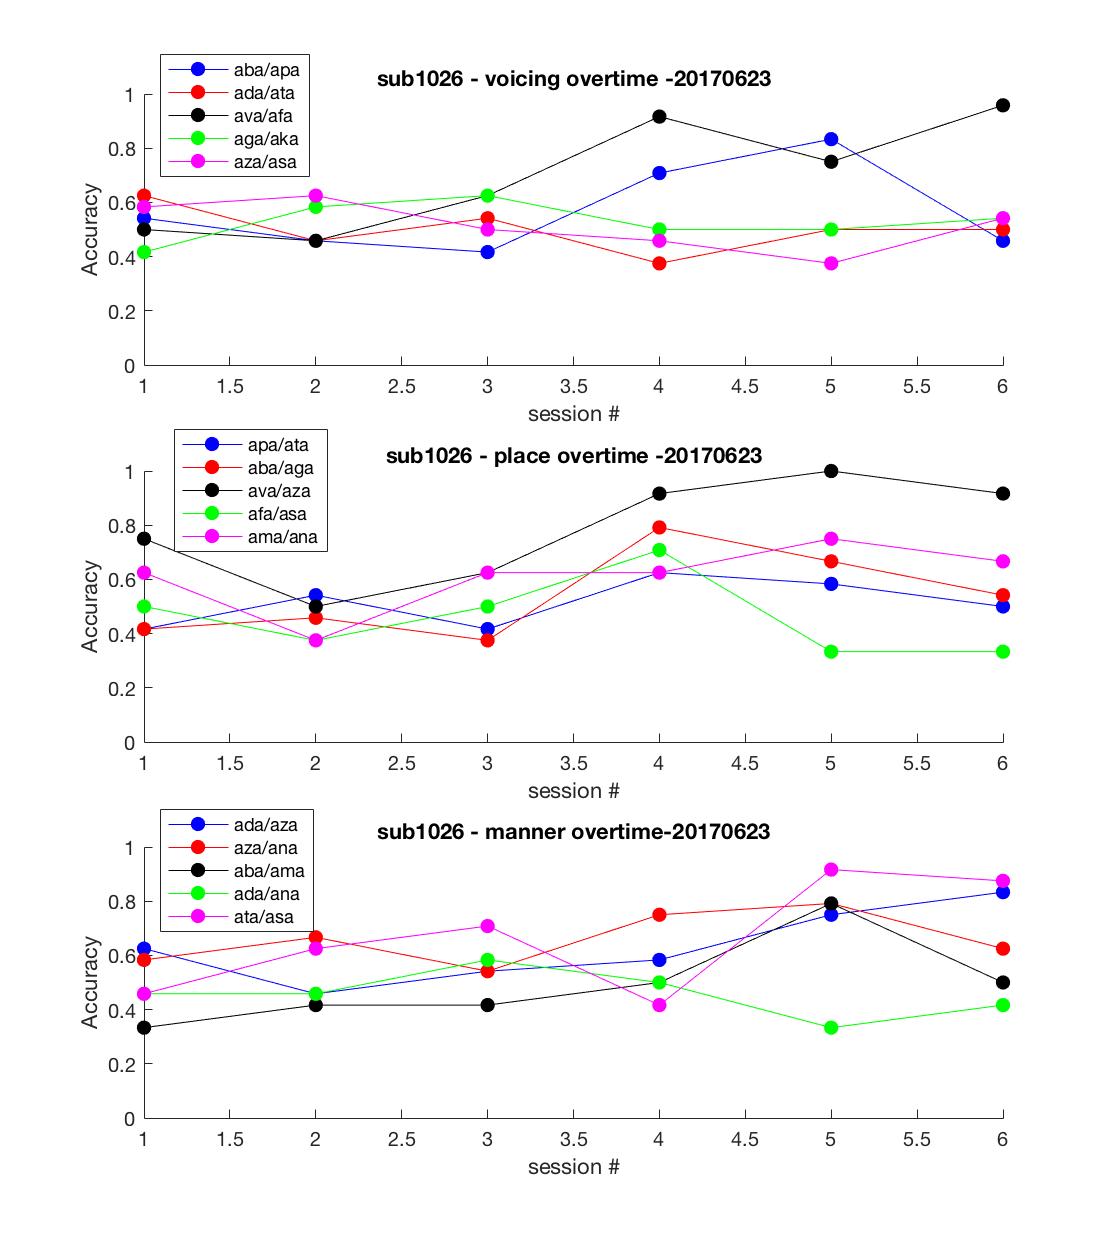 aba/apa
ada/ata
ava/afa
aga/aka
aza/asa
sub1026 - voicing overtime -20170623
1
0.8
0.6
0.4
0.2
0
Accuracy
1 1.5 2 2.5 3 3.5 4 4.5 5 5.5 6
session #
apa/ata
aba/aga
ava/aza
afa/asa
ama/ana
sub1026 - place overtime -20170623
1
0.8
0.6
0.4
0.2
0
Accuracy
1 1.5 2 2.5 3 3.5 4 4.5 5 5.5 6
session #
ada/aza
aza/ana
aba/ama
ada/ana
ata/asa
sub1026 - manner overtime-20170623
1
0.8
0.6
0.4
0.2
0
Accuracy
1 1.5 2 2.5 3 3.5 4 4.5 5 5.5 6
session #